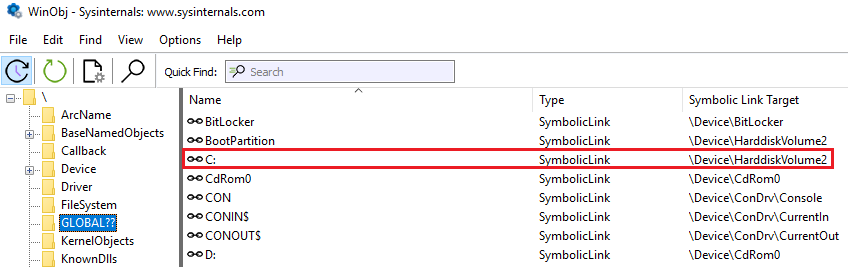 WinObj - Sysinternals: www.sysinternals.com
File Edit Find View Options Help
Quick Find: Search
\
ArcName
BaseNamedObjects
Callback
Device
Driver
FileSystem
GLOBAL??
KernelObjects
KnownDlls
Name Type Symbolic Link Target
BitLocker SymbolicLink \Device\BitLocker
BootPartition SymbolicLink \Device\HarddiskVolume2
C: SymbolicLink \Device\HarddiskVolume2
CdRom0 SymbolicLink \Device\CdRom0
CON SymbolicLink \Device\ConDrv\Console
CONIN$ SymbolicLink \Device\ConDrv\CurrentIn
CONOUT$ SymbolicLink \Device\ConDrv\CurrentOut
D: SymbolicLink \Device\CdRom0